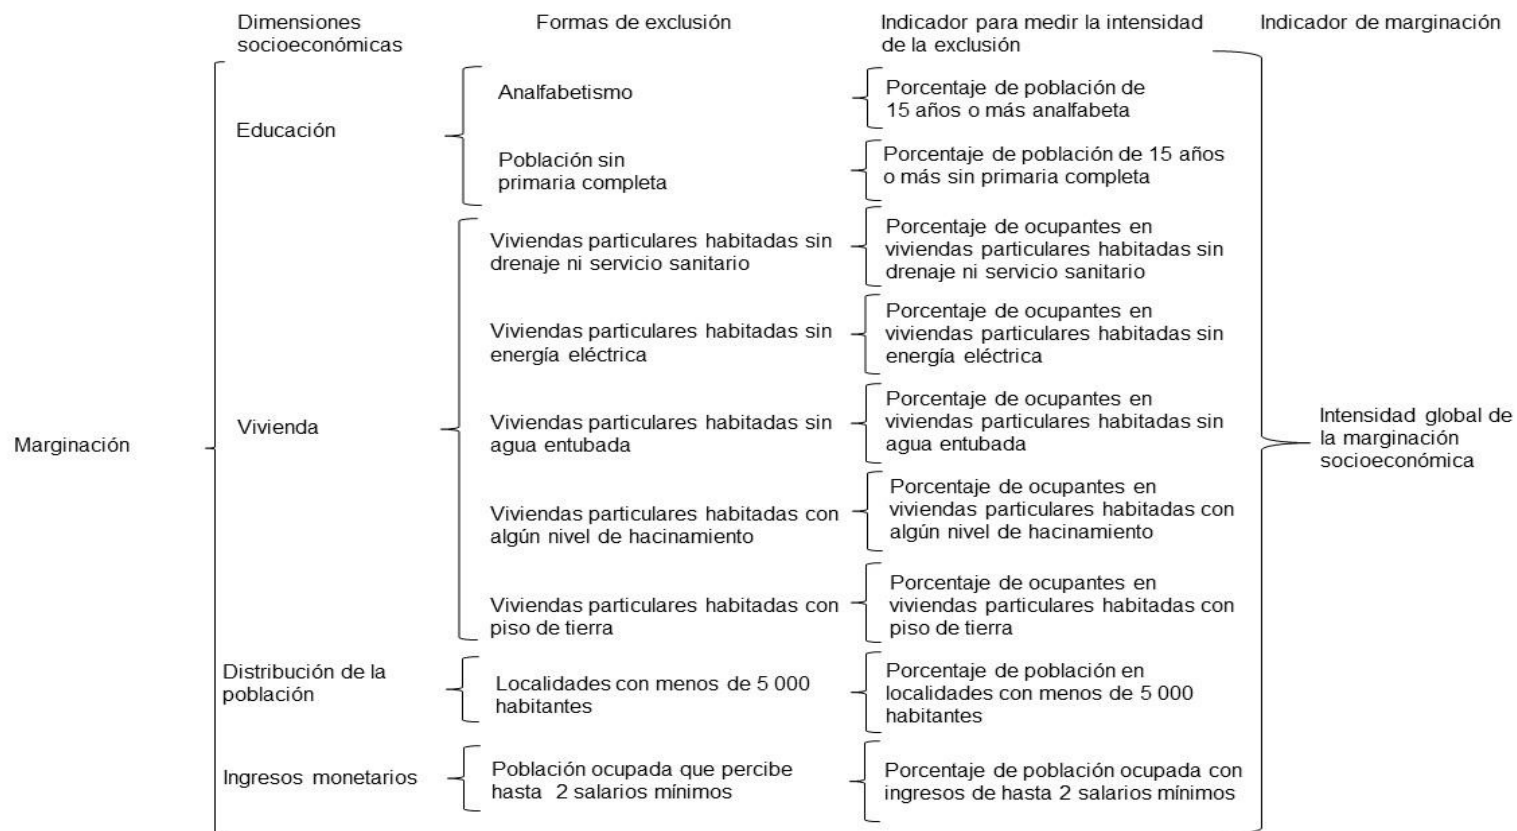 Dimensiones
socioeconómicas
Formas de exclusión
Indicador para medir la intensidad
de la exclusión
Indicador de marginación
Marginación
Educación
Analfabetismo
Porcentaje de población de
15 años o más analfabeta
Población sin
primaria completa
Porcentaje de población de 15 años
o más sin primaria completa
Vivienda
Viviendas particulares habitadas sin
drenaje ni servicio sanitario
Porcentaje de ocupantes en
viviendas particulares habitadas sin
drenaje ni servicio sanitario
Viviendas particulares habitadas sin
energía eléctrica
Porcentaje de ocupantes en
viviendas particulares habitadas sin
energía eléctrica
Viviendas particulares habitadas sin
agua entubada
Porcentaje de ocupantes en
viviendas particulares habitadas sin
agua entubada
Viviendas particulares habitadas con
algún nivel de hacinamiento
Porcentaje de ocupantes en
viviendas particulares habitadas con
algún nivel de hacinamiento
Viviendas particulares habitadas con
piso de tierra
Porcentaje de ocupantes en
viviendas particulares habitadas con
piso de tierra
Distribución de la
población
Localidades con menos de 5 000
habitantes
Porcentaje de población en
localidades con menos de 5 000
habitantes
Ingresos monetarios
Población ocupada que percibe
hasta 2 salarios mínimos
Porcentaje de población ocupada con
ingresos de hasta 2 salarios mínimos
Intensidad global de
la marginación
socioeconómica